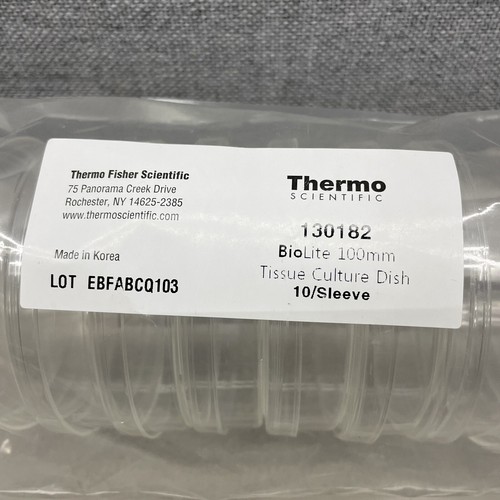 Thermo Fisher Scientific
75 Panorama Creek Drive
Rochester, NY 14625-2385
www.thermoscientific.com
Made in Korea
LOT EBFABCQ103
Thermo
SCIENTIFIC
130182
BioLite 100mm
Tissue Culture Dish
10/Sleeve